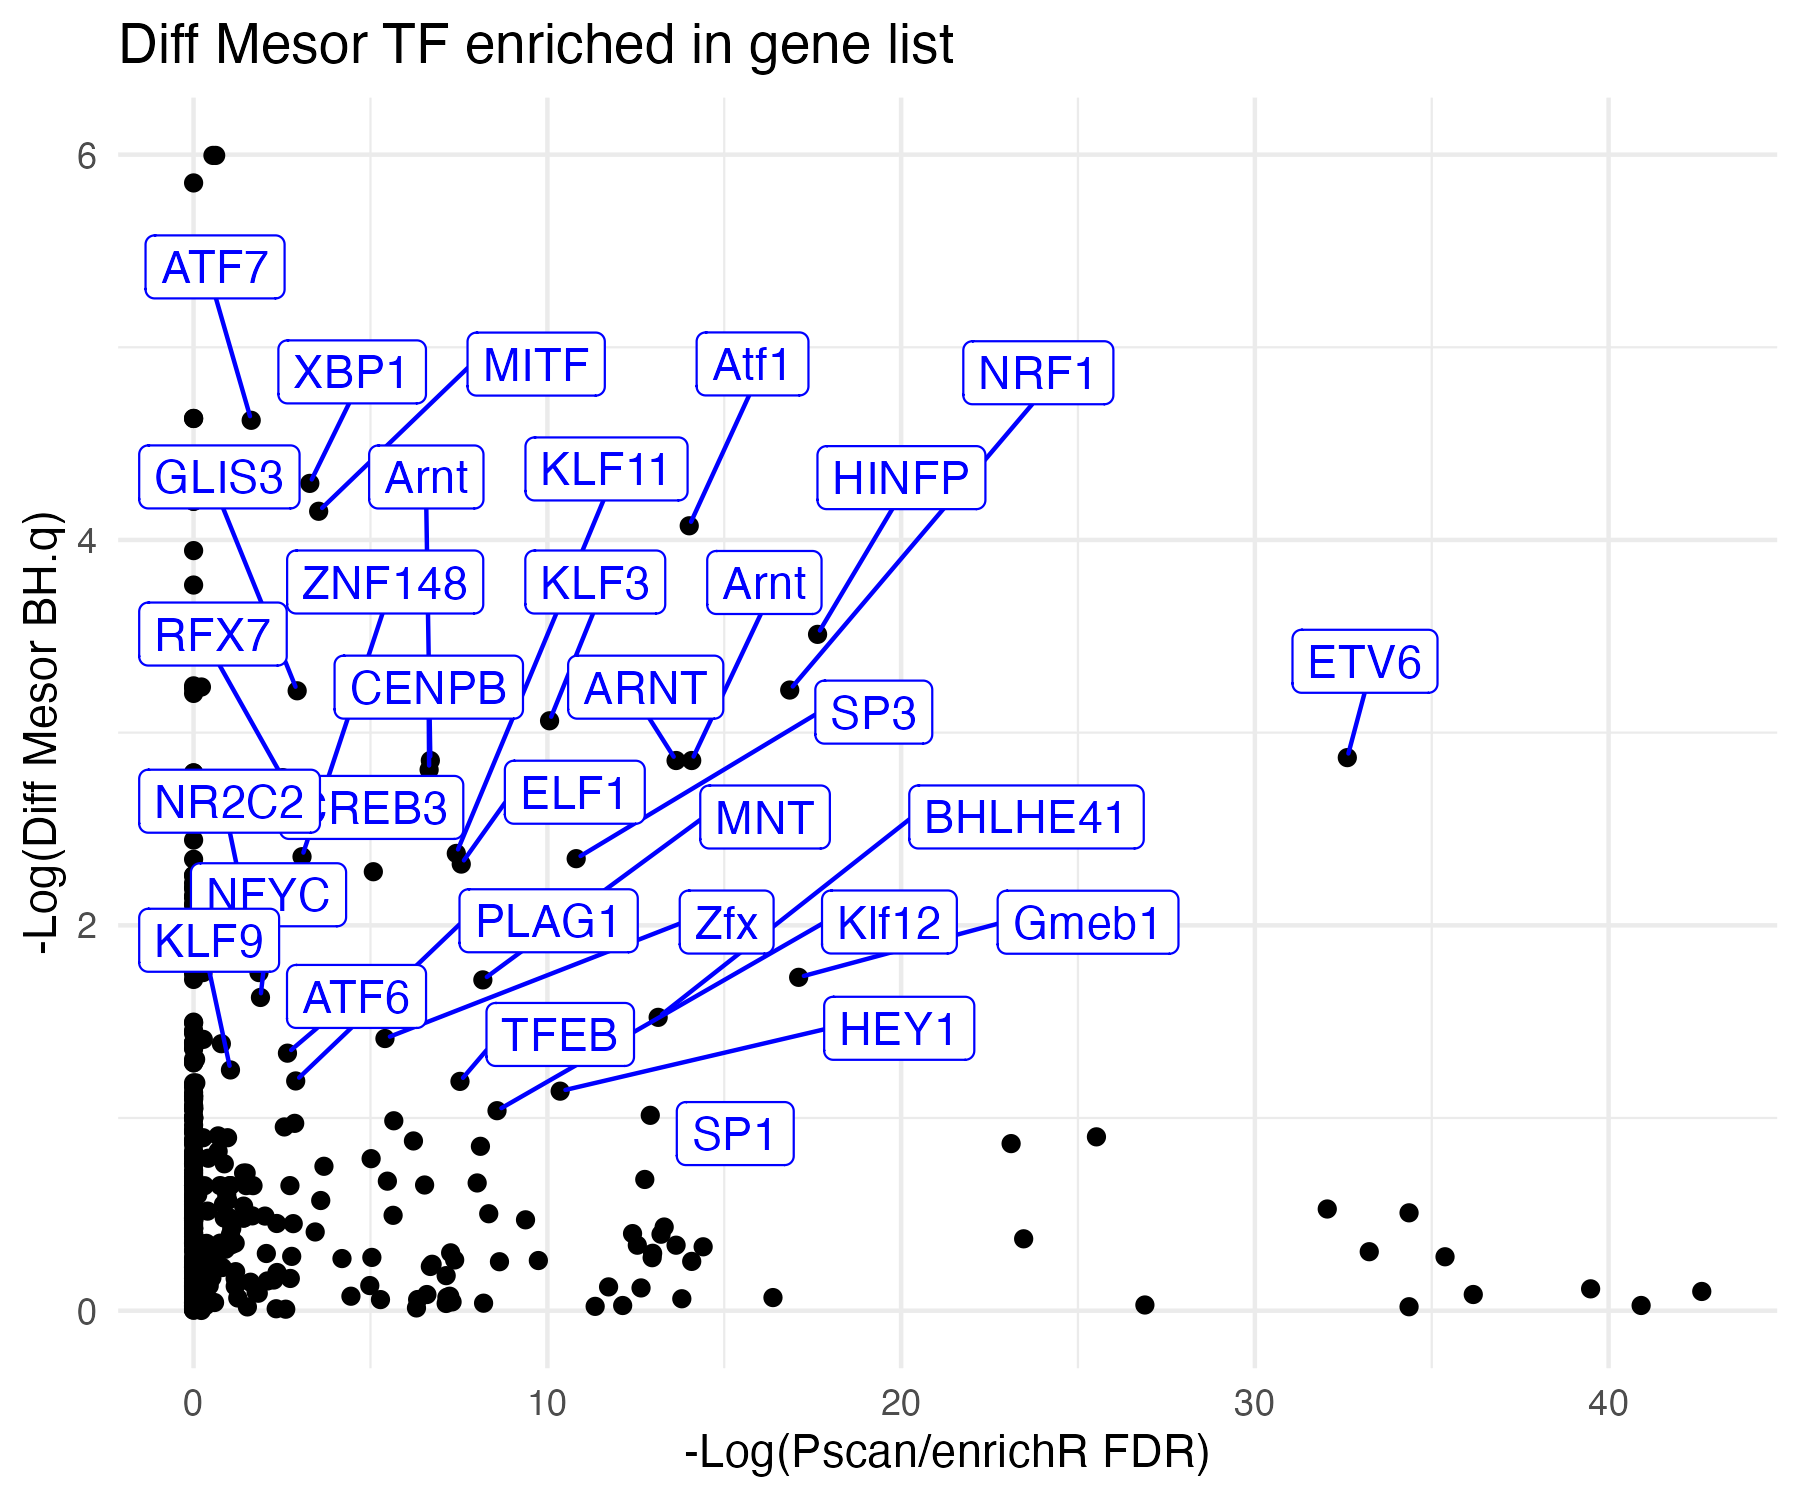 Diff Mesor TF enriched in gene list
6
ATF7
XBP1
MITF
Atf1
NRF1
GLIS3
Arnt
KLF11
HINFP
4
ZNF148
KLF3
Arnt
RFX7
ETV6
CENPB
ARNT
SP3
NR2C2
CREB3
ELF1
MNT
BHLHE41
NFYC
2
KLF9
PLAG1
Zfx
Klf12
Gmeb1
ATF6
TFEB
HEY1
SP1
0
0
10
20
30
40
-Log(Pscan/enrichR FDR)
-Log(Diff Mesor BH.q)